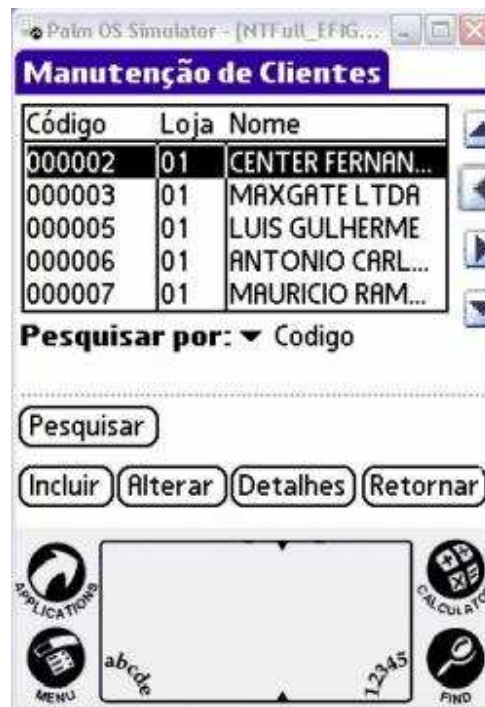 Palm OS Simulator - [NTFull_EFIG...
Manutenção de Clientes
Código Loja Nome
000002 01 CENTER FERNAN...
000003 01 MAXGATE LTDA
000005 01 LUIS GULHERME
000006 01 ANTONIO CARL...
000007 01 MAURICIO RAM...
Pesquisar por: Codigo
Pesquisar
Incluir Alterar Detalhes Retornar
APPLICATIONS
CALCULATOR
MENU
abcde
12345
FIND